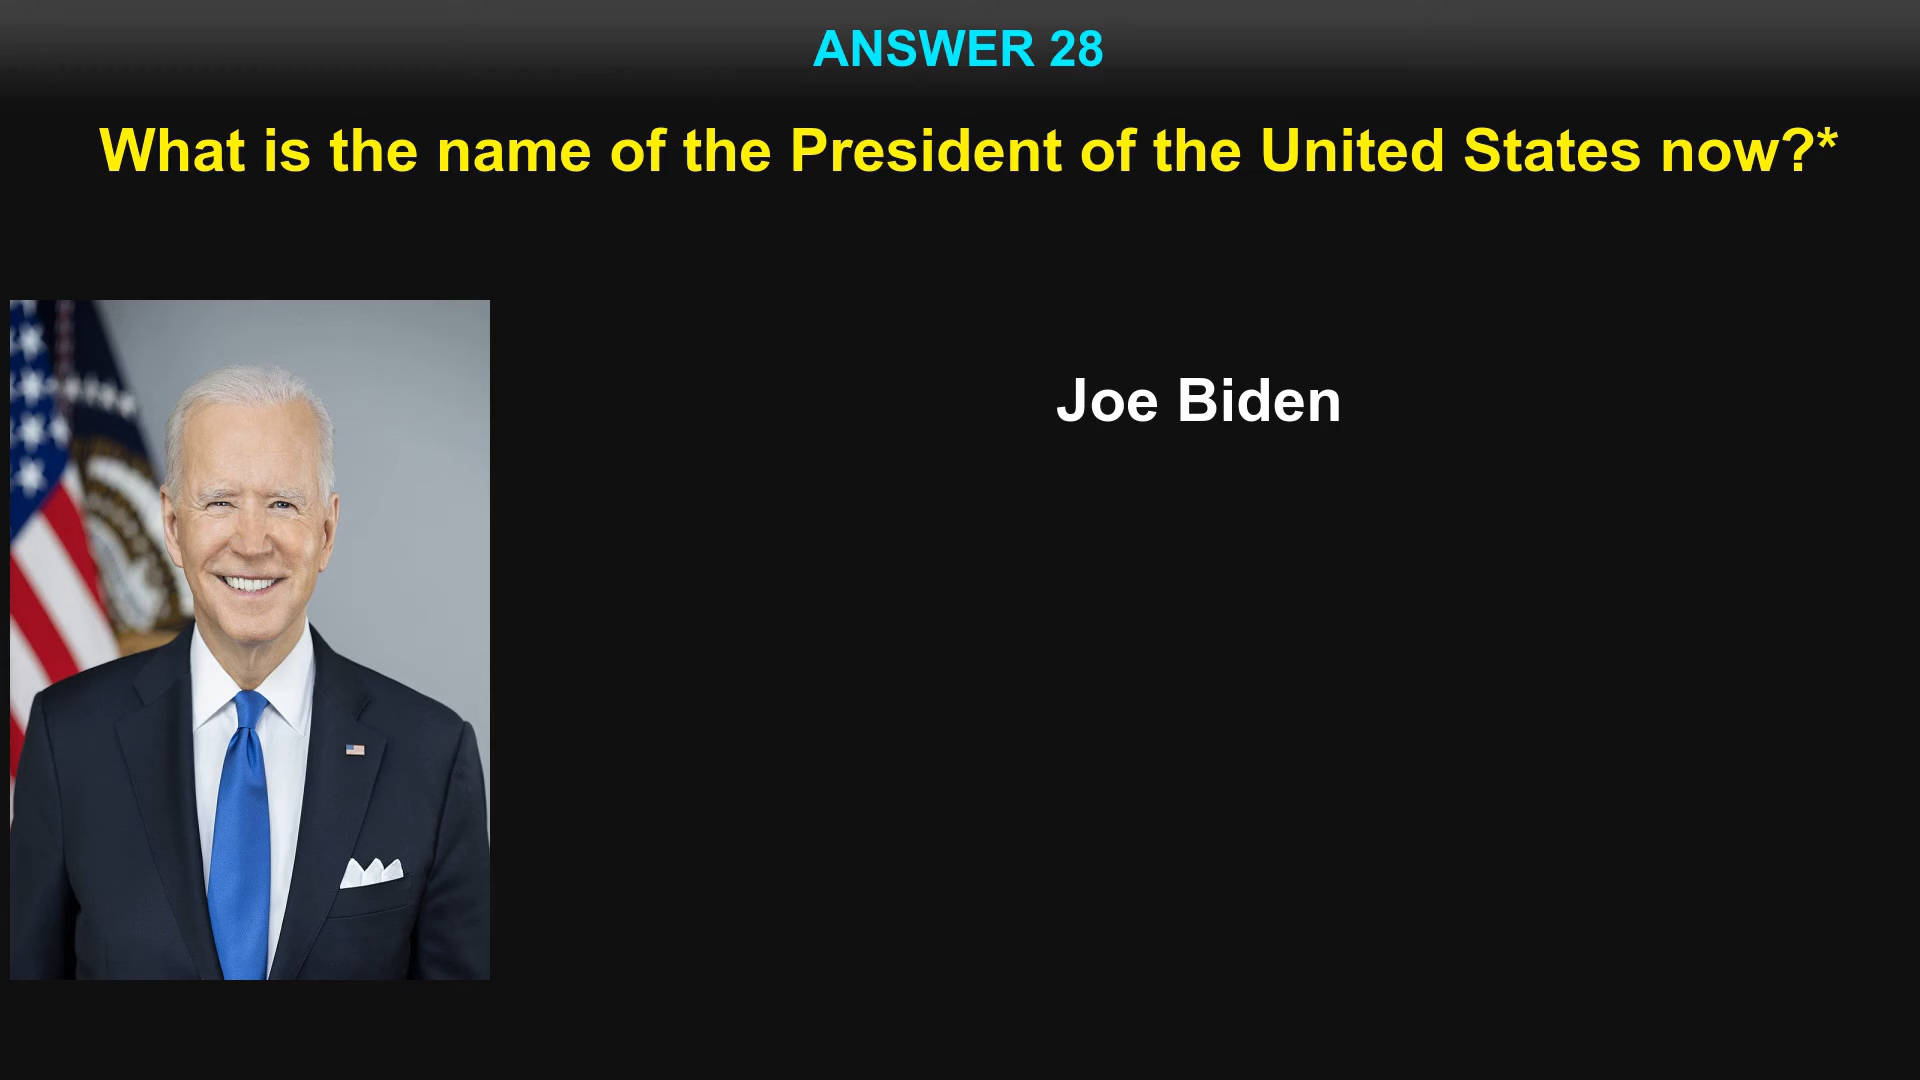 ANSWER 28
What is the name of the President of the United States now?*
Joe Biden